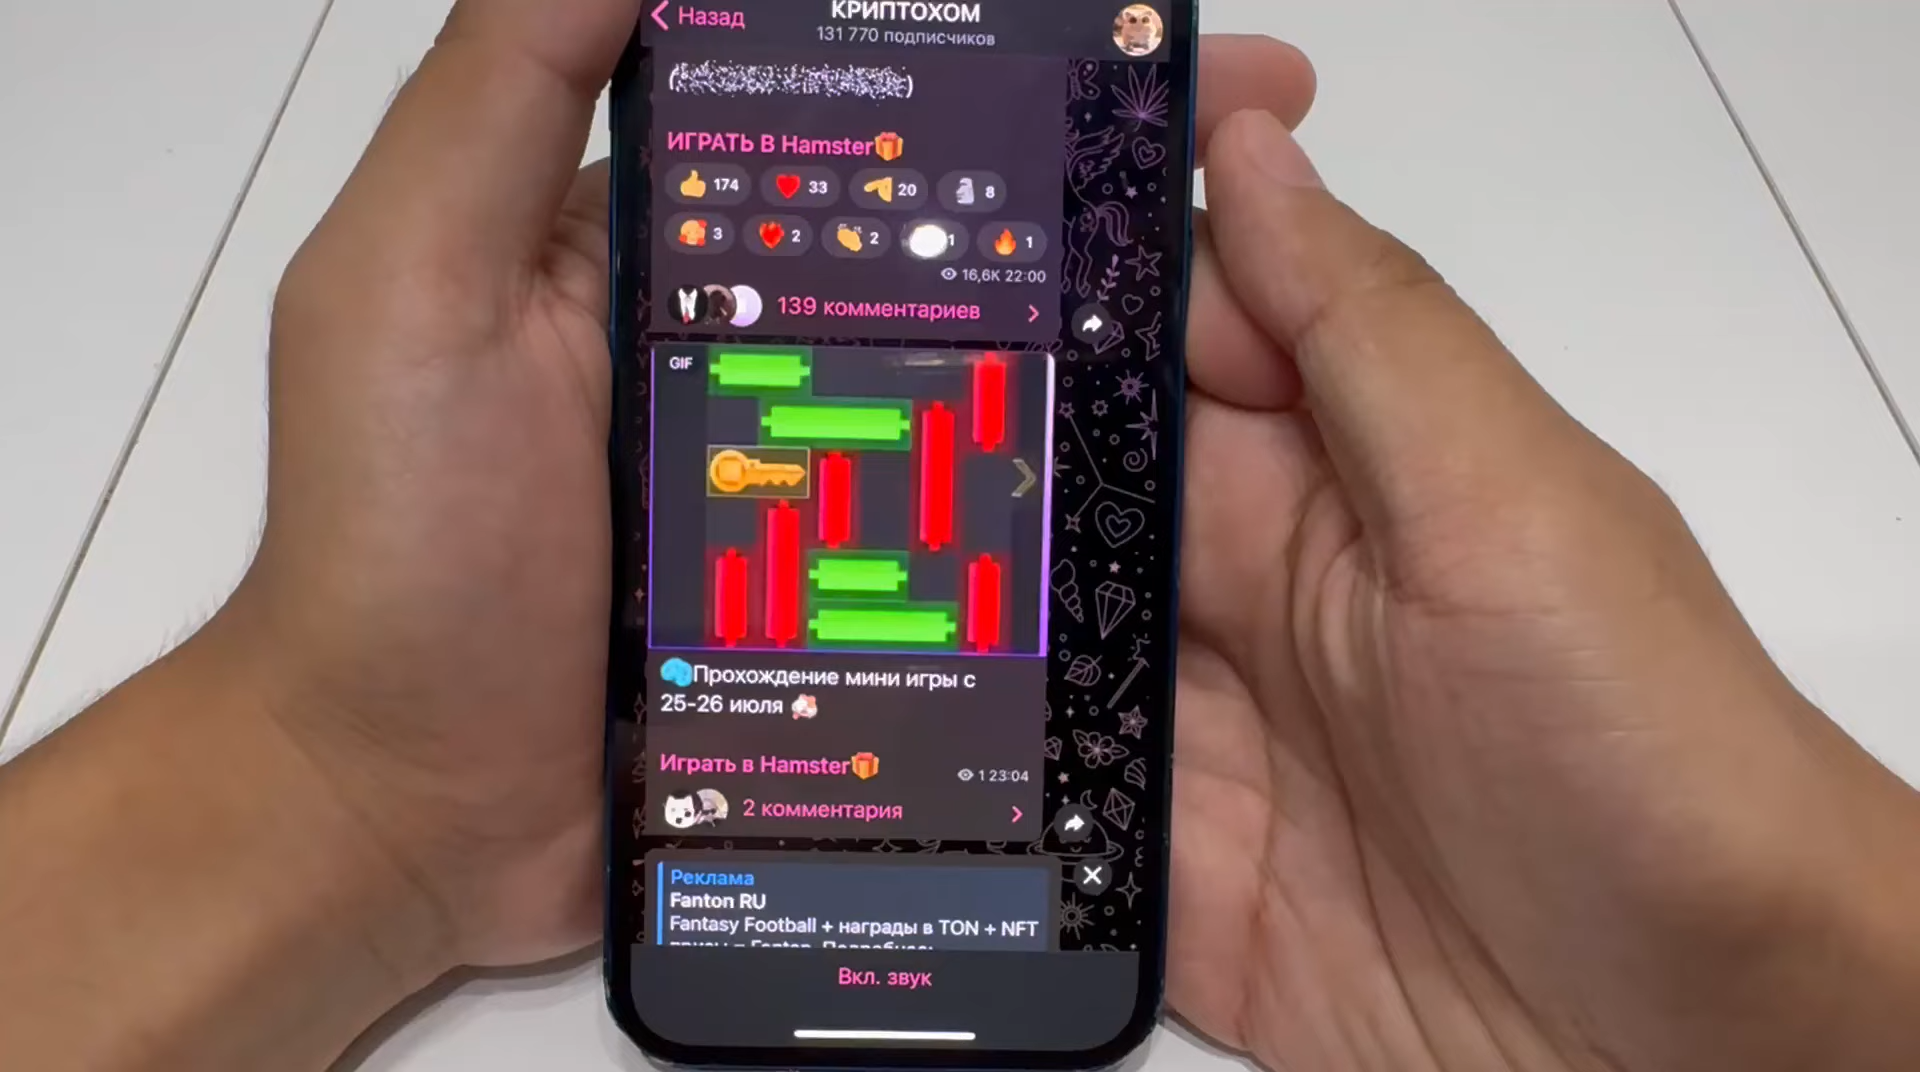 Назад
КРИПТОХОМ
131 770 подписчиков
ИГРАТЬ В Hamster
174 33 20 8
3 2 2 1 1
16,6K 22:00
139 комментариев
GIF
Прохождение мини игры с
25-26 июля
Играть в Hamster
1 23:04
2 комментария
Реклама
Fanton RU
Fantasy Football + награды в TON + NFT
Вкл. звук